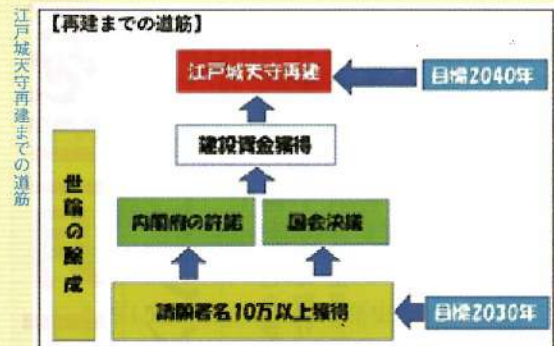 江戸城天守再建までの道筋
【再建までの道筋】
江戸城天守再建
目標2040年
建設資金獲得
世論の醸成
内閣府の許諾
国会決議
請願署名10万以上獲得
目標2030年